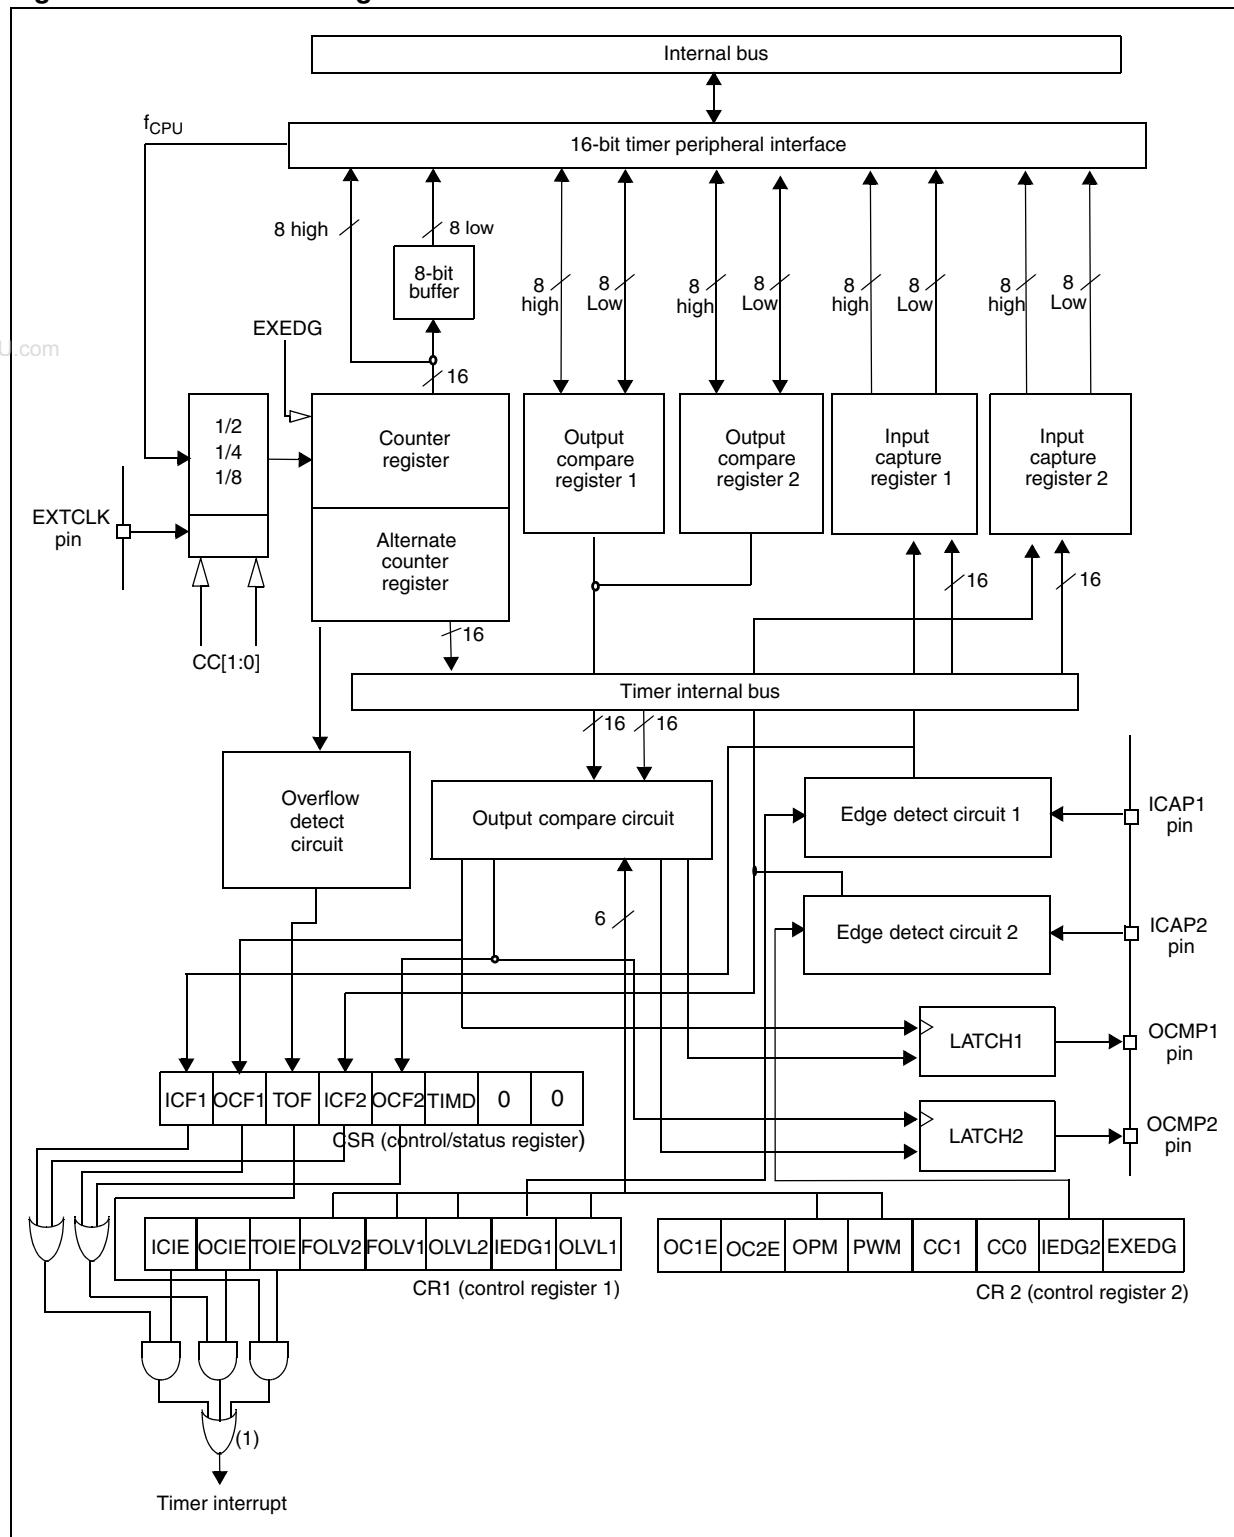 Internal bus
fCPU
16-bit timer peripheral interface
8 high
8 low
8-bit
buffer
8
high
8
Low
8
high
8
Low
8
high
8
Low
8
high
8
Low
EXEDG
U.com
16
1/2
1/4
1/8
Counter
register
Output
compare
register 1
Output
compare
register 2
Input
capture
register 1
Input
capture
register 2
EXTCLK
pin
Alternate
counter
register
16
16
16
CC[1:0]
Timer internal bus
16
16
Overflow
detect
circuit
Output compare circuit
Edge detect circuit 1
ICAP1
pin
6
Edge detect circuit 2
ICAP2
pin
LATCH1
OCMP1
pin
ICF1 OCF1 TOF ICF2 OCF2 TIMD 0 0
CSR (control/status register)
LATCH2
OCMP2
pin
ICIE OCIE TOIE FOLV2 FOLV1 OLVL2 IEDG1 OLVL1
CR1 (control register 1)
OC1E OC2E OPM PWM CC1 CC0 IEDG2 EXEDG
CR 2 (control register 2)
(1)
Timer interrupt